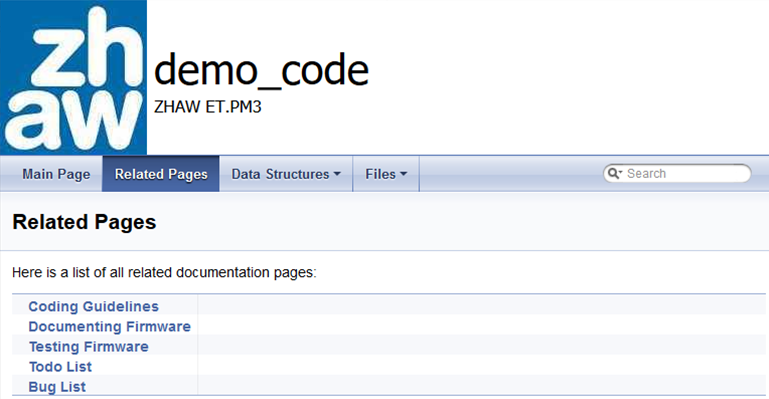 zh
aw
demo_code
ZHAW ET.PM3
Main Page Related Pages Data Structures Files Search
Related Pages
Here is a list of all related documentation pages:
Coding Guidelines
Documenting Firmware
Testing Firmware
Todo List
Bug List